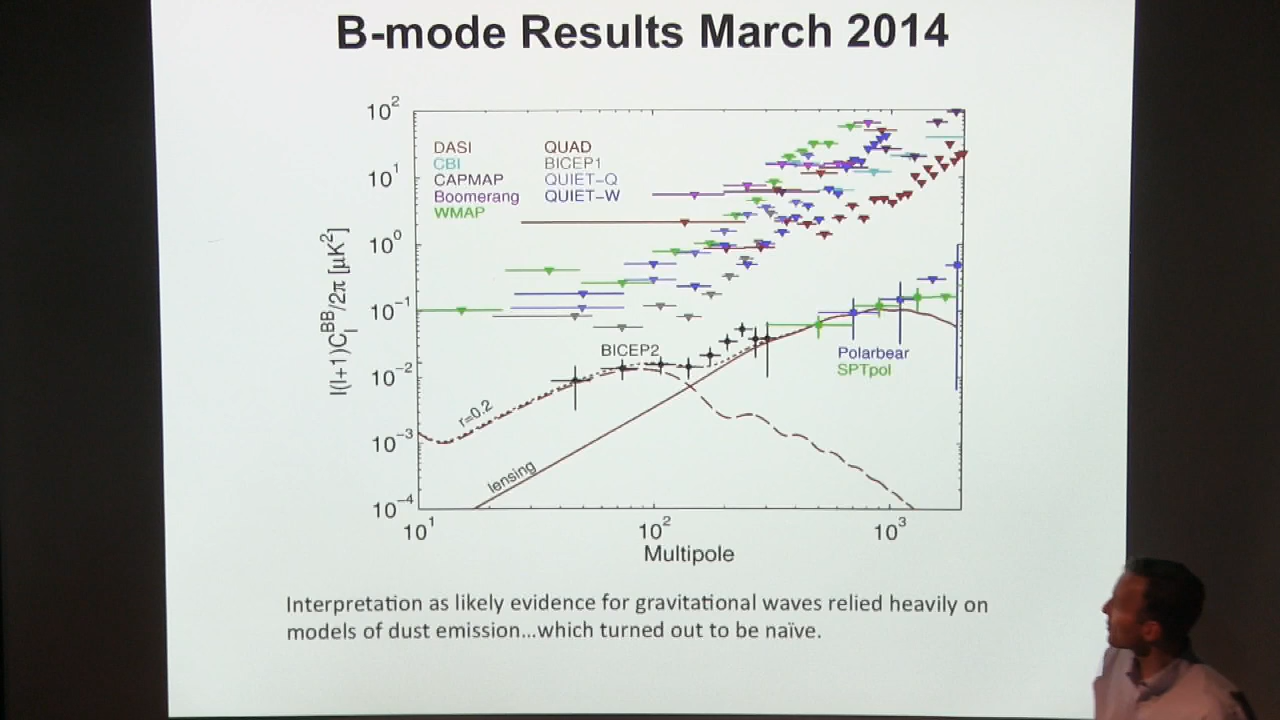 B-mode Results March 2014
10²
10¹
10⁰
10⁻¹
10⁻²
10⁻³
10⁻⁴
l(l+1)C_l^BB/2π [μK²]
DASI
CBI
CAPMAP
Boomerang
WMAP
QUAD
BICEP1
QUIET-Q
QUIET-W
BICEP2
Polarbear
SPTpol
r=0.2
lensing
10¹
10²
10³
Multipole
Interpretation as likely evidence for gravitational waves relied heavily on
models of dust emission...which turned out to be naïve.